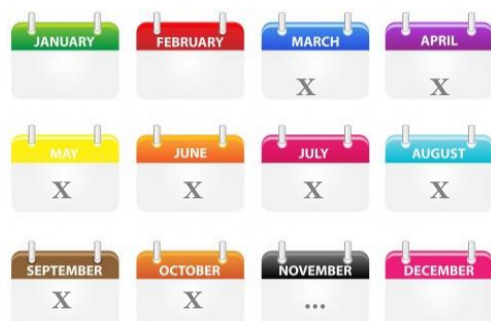 JANUARY FEBRUARY MARCH APRIL
X X
MAY JUNE JULY AUGUST
X X X X
SEPTEMBER OCTOBER NOVEMBER DECEMBER
X X ...